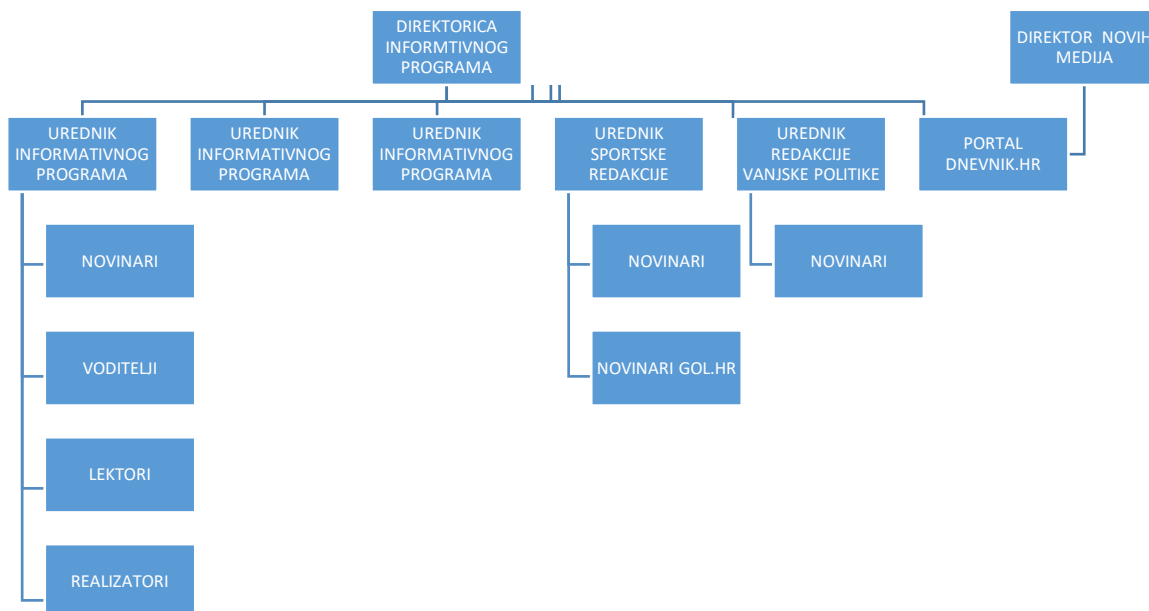 DIREKTORICA
INFORMTIVNOG
PROGRAMA
DIREKTOR NOVIH
MEDIJA
UREDNIK
INFORMATIVNOG
PROGRAMA
UREDNIK
INFORMATIVNOG
PROGRAMA
UREDNIK
INFORMATIVNOG
PROGRAMA
UREDNIK
SPORTSKE
REDAKCIJE
UREDNIK
REDAKCIJE
VANJSKE POLITIKE
PORTAL
DNEVNIK.HR
NOVINARI
VODITELJI
LEKTORI
REALIZATORI
NOVINARI
NOVINARI GOL.HR
NOVINARI